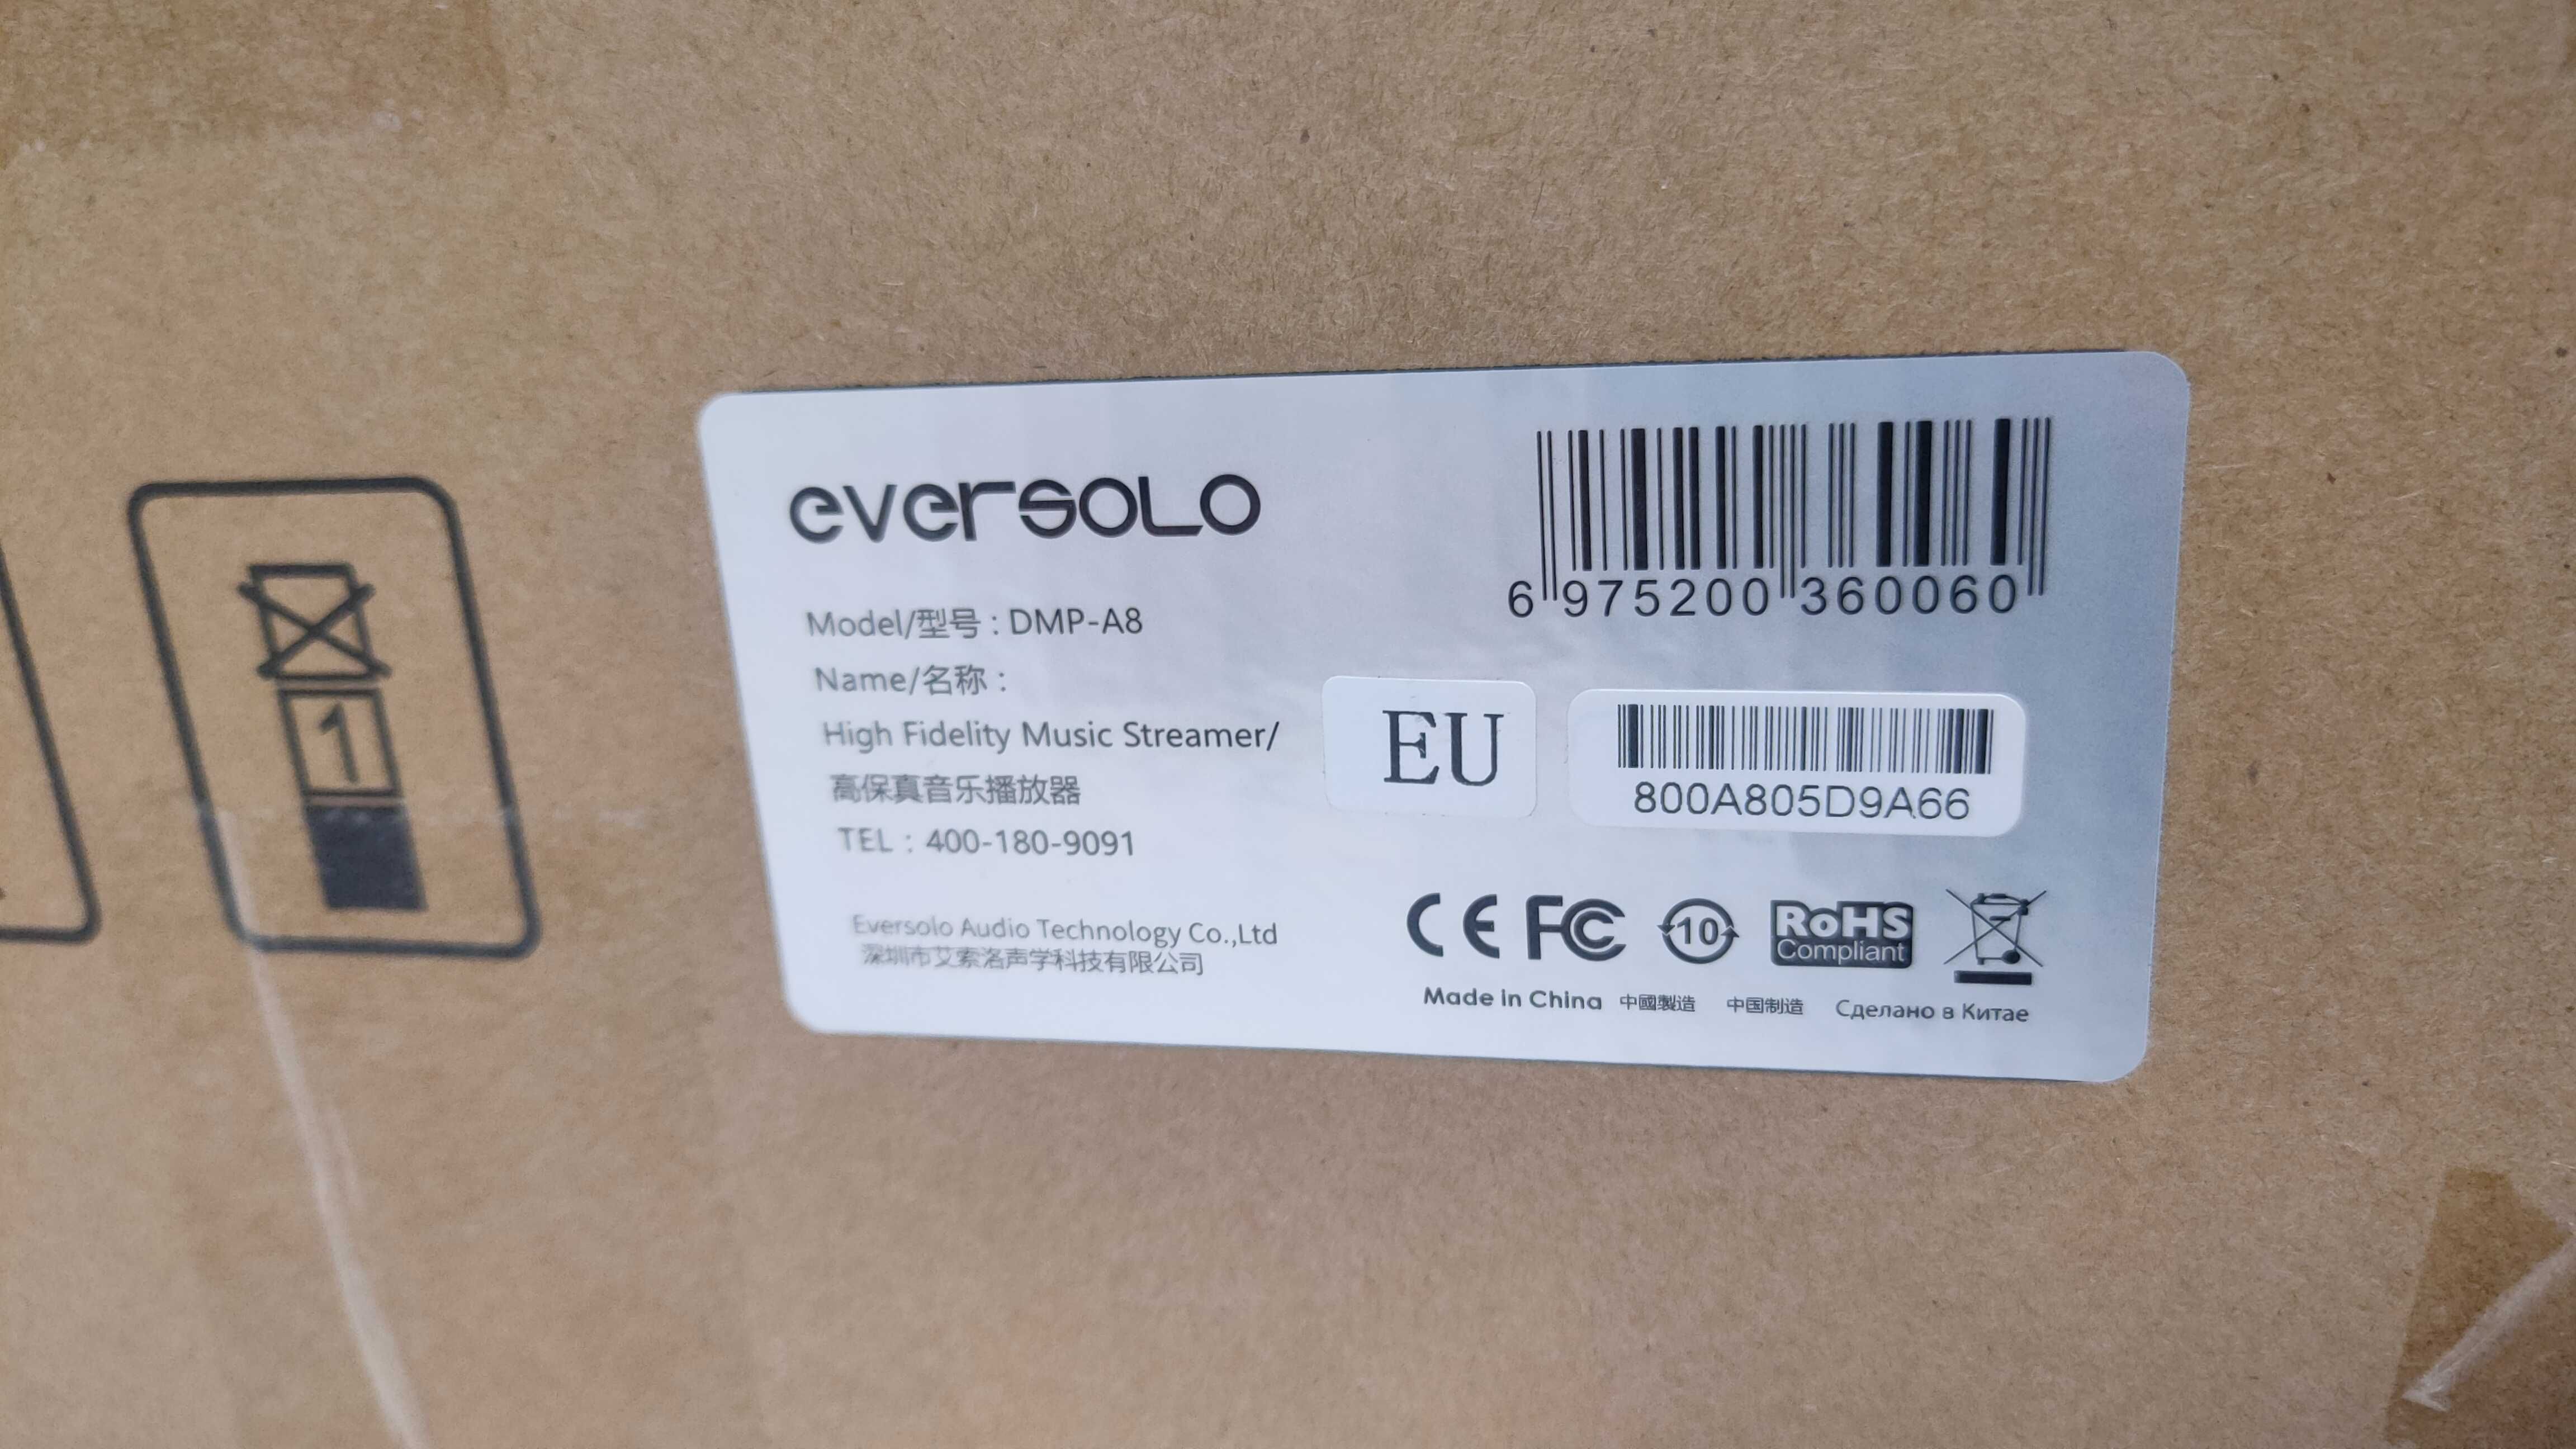 eversolo
Model/型号 : DMP-A8
Name/名称 :
High Fidelity Music Streamer/
高保真音乐播放器
TEL : 400-180-9091
Eversolo Audio Technology Co.,Ltd
深圳市艾索洛声学科技有限公司
6 975200 360060
EU
800A805D9A66
CE FC 10 RoHS
Compliant
Made in China 中國製造 中国制造 Сделано в Китае
1